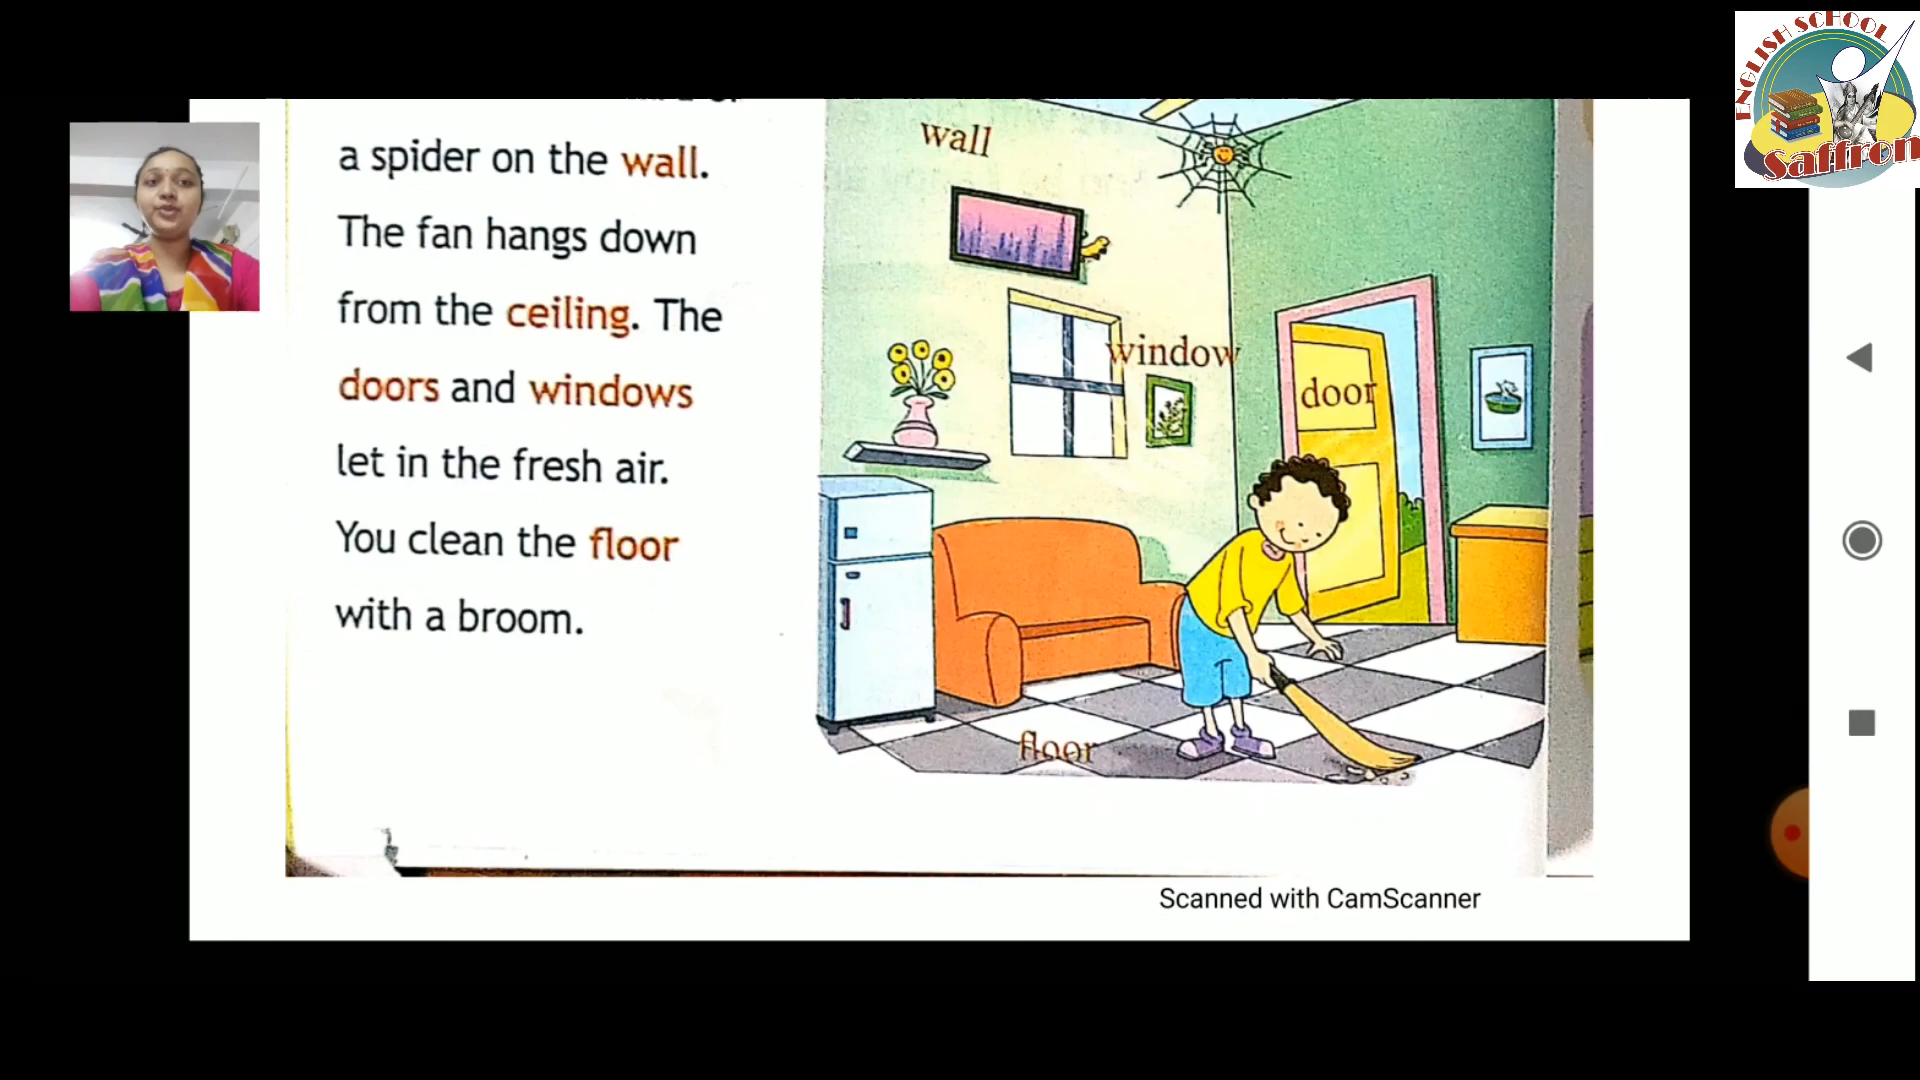 a spider on the wall.
The fan hangs down
from the ceiling. The
doors and windows
let in the fresh air.
You clean the floor
with a broom.
wall
window
door
floor
Scanned with CamScanner
ENGLISH SCHOOL
Saffron